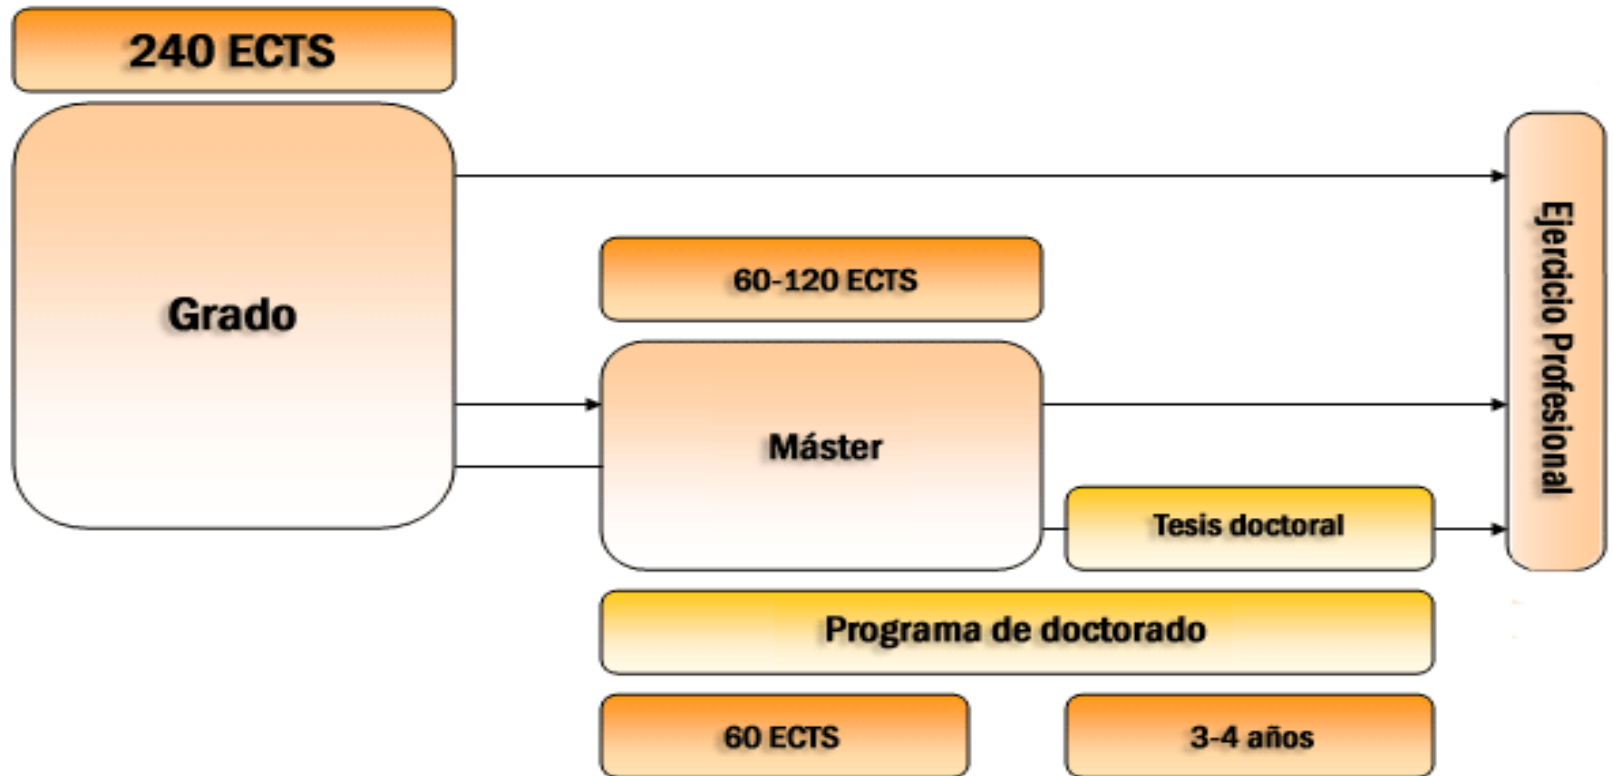 240 ECTS
Grado
60-120 ECTS
Máster
Tesis doctoral
Programa de doctorado
60 ECTS
3-4 años
Ejercicio Profesional